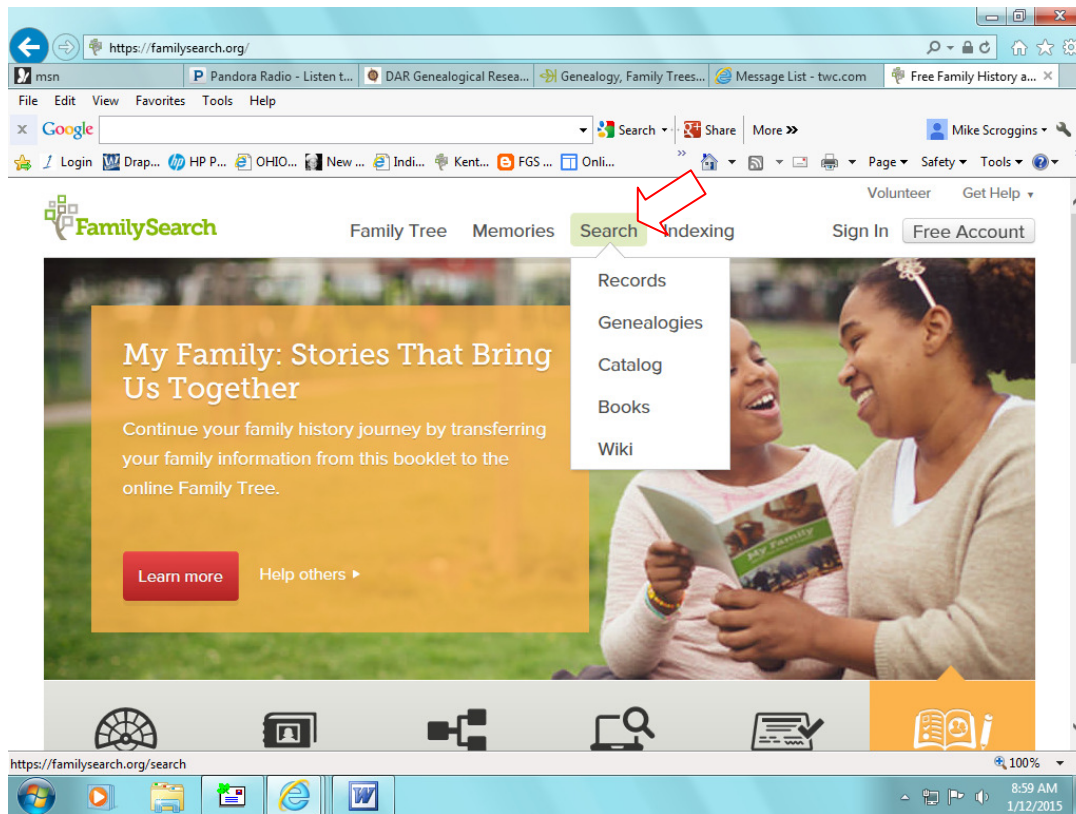 https://familysearch.org/
msn
Pandora Radio - Listen t...
DAR Genealogical Resea...
Genealogy, Family Trees...
Message List - twc.com
Free Family History a...
File Edit View Favorites Tools Help
Google Search Share More » Mike Scroggins
Login Drap... HP P... OHIO... New ... Indi... Kent... FGS ... Onli... » Page Safety Tools
Volunteer Get Help
FamilySearch Family Tree Memories Search Indexing Sign In Free Account
Records
Genealogies
Catalog
Books
Wiki
My Family: Stories That Bring
Us Together
Continue your family history journey by transferring
your family information from this booklet to the
online Family Tree.
Learn more Help others
My Family
https://familysearch.org/search
100%
8:59 AM
1/12/2015